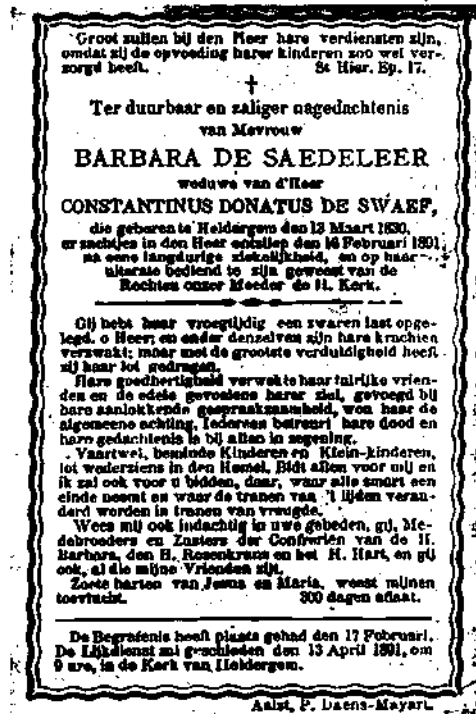 Groot zullen bij den Heer hare verdiensten zijn,
omdat zij de opvoeding harer kinderen zoo wel ver-
zorgd heeft. St Hier. Ep. 17.
Ter duurbaar en zaliger nagedachtenis
van Mevrouw
BARBARA DE SAEDELEER
weduwe van d'Heer
CONSTANTINUS DONATUS DE SWAEF,
die geboren te Heldergem den 13 Maart 1830,
er zachtjes in den Heer ontsliep den 14 Februari 1891,
na eene langdurige ziekelijkheid, en op haar
uiterste bediend te zijn geweest van de
Rechten onzer Moeder de H. Kerk.
Gij hebt haar vroegtijdig een zwaren last opge-
legd, o Heer; en onder denzelven zijn hare krachten
verzwakt; maar met de grootste verduldigheid heeft
zij haar lot gedragen.
Hare goedhertigheid verwekte haar talrijke vrien-
den en de edele gevoelens harer ziel, gevoegd bij
hare aanlokkende gespraakzaamheid, won haar de
algemeene achting. Iedereen betreurt hare dood en
hare gedachtenis is bij allen in zegening.
Vaartwel, beminde Kinderen en Klein-kinderen,
tot wederziens in den Hemel. Bidt allen voor mij en
ik zal ook voor u bidden, daar, waar alle smart een
einde neemt en waar de tranen van 't lijden veran-
derd worden in tranen van vreugde.
Wees mij ook indachtig in uwe gebeden, gij, Me-
debroeders en Zusters der Confrerien van de H.
Barbara, den H. Rosenkrans en het H. Hart, en gij
ook, al die mijne Vrienden zijt.
Zoete harten van Jesus en Maria, weest mijnen
toevlucht. 300 dagen aflaat.
De Begrafenis heeft plaats gehad den 17 Februari.
De Lijkdienst zal geschieden den 13 April 1891, om
9 ure, in de Kerk van Heldergem.
Aalst, P. Daens-Mayart.